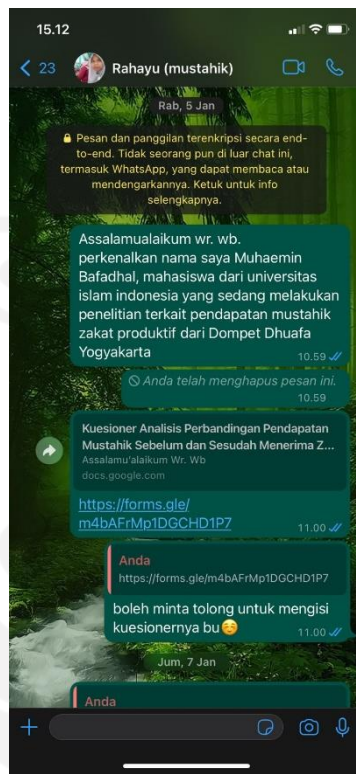 15.12
23
Rahayu (mustahik)
Rab, 5 Jan
Pesan dan panggilan terenkripsi secara end-
to-end. Tidak seorang pun di luar chat ini,
termasuk WhatsApp, yang dapat membaca atau
mendengarkannya. Ketuk untuk info
selengkapnya.
Assalamualaikum wr. wb.
perkenalkan nama saya Muhaemin
Bafadhal, mahasiswa dari universitas
islam indonesia yang sedang melakukan
penelitian terkait pendapatan mustahik
zakat produktif dari Dompet Dhuafa
Yogyakarta
10.59
Anda telah menghapus pesan ini.
10.59
Kuesioner Analisis Perbandingan Pendapatan
Mustahik Sebelum dan Sesudah Menerima Z...
Assalamu'alaikum Wr. Wb
docs.google.com
https://forms.gle/
m4bAFrMp1DGCHD1P7
11.00
Anda
https://forms.gle/m4bAFrMp1DGCHD1P7
boleh minta tolong untuk mengisi
kuesionernya bu☺️
11.00
Jum, 7 Jan
Anda